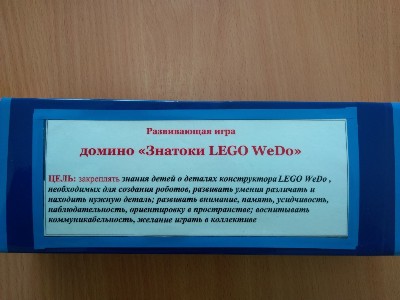 Развивающая игра
домино «Знатоки LEGO WeDo»
ЦЕЛЬ: закреплять знания детей о деталях конструктора LEGO WeDo ,
необходимых для создания роботов, развивать умения различать и
находить нужную деталь; развивать внимание, память, усидчивость,
наблюдательность, ориентировку в пространстве; воспитывать
коммуникабельность, желание играть в коллективе